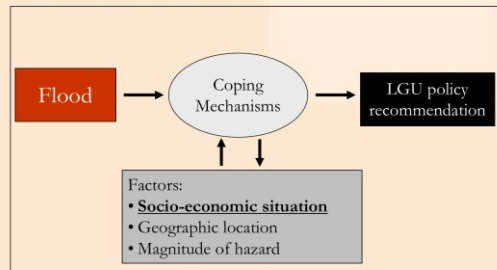 Flood
Coping
Mechanisms
LGU policy
recommendation
Factors:
• Socio-economic situation
• Geographic location
• Magnitude of hazard